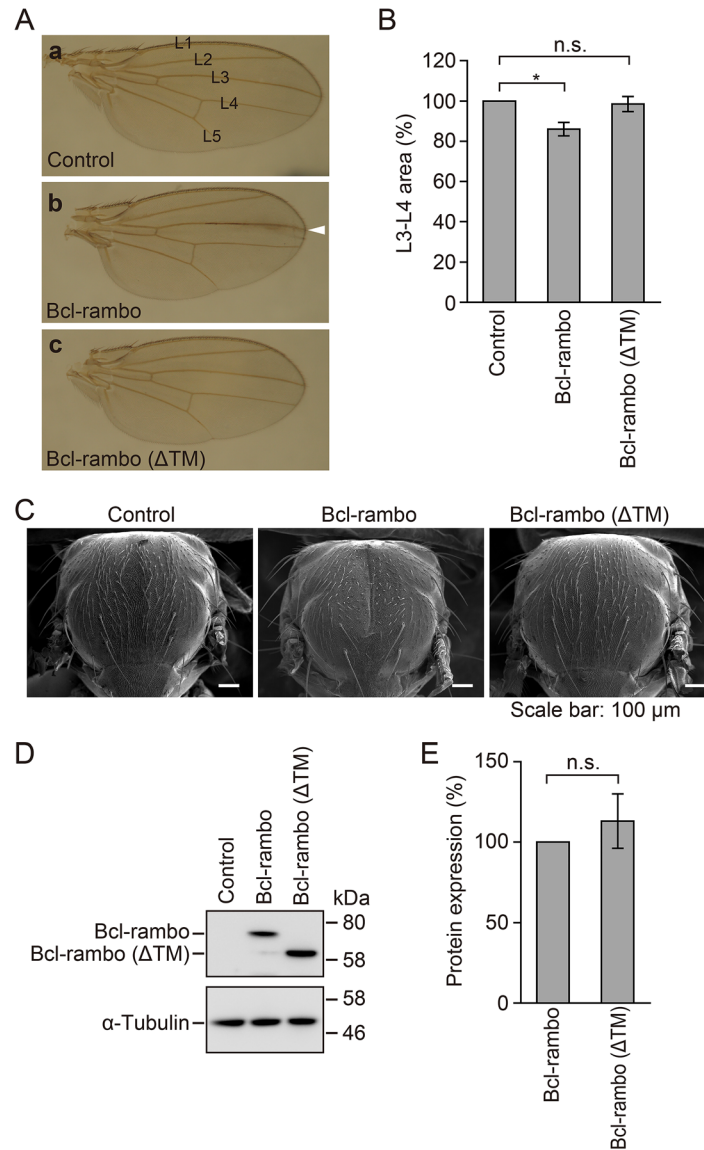 A
a
L1
L2
L3
L4
L5
Control
b
Bcl-rambo
c
Bcl-rambo (ΔTM)
B
n.s.
*
120
100
80
60
40
20
0
L3-L4 area (%)
Control
Bcl-rambo
Bcl-rambo (ΔTM)
C
Control
Bcl-rambo
Bcl-rambo (ΔTM)
Scale bar: 100 µm
D
Control
Bcl-rambo
Bcl-rambo (ΔTM)
kDa
Bcl-rambo
80
Bcl-rambo (ΔTM)
58
58
α-Tubulin
46
E
n.s.
150
100
50
0
Protein expression (%)
Bcl-rambo
Bcl-rambo (ΔTM)